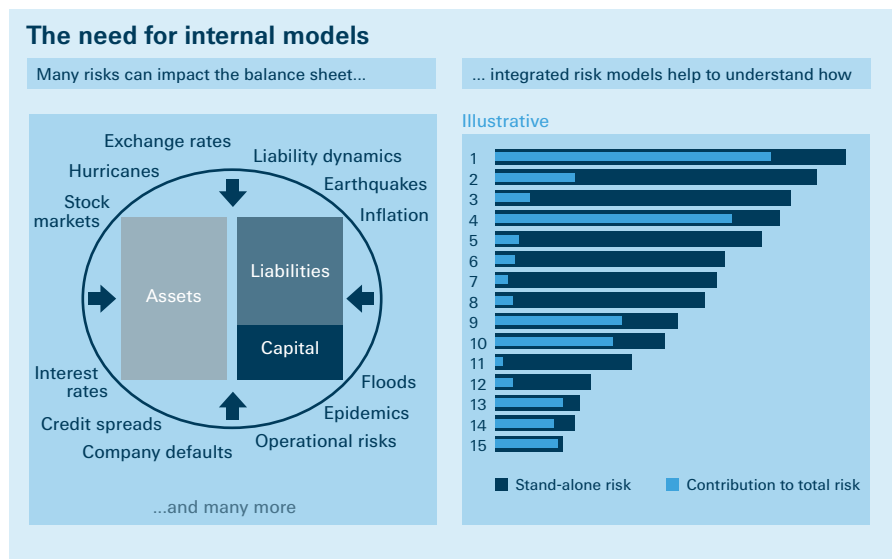 The need for internal models
Many risks can impact the balance sheet...
... integrated risk models help to understand how
Exchange rates
Liability dynamics
Hurricanes
Earthquakes
Stock
markets
Inflation
Assets
Liabilities
Capital
Interest
rates
Floods
Credit spreads
Epidemics
Company defaults
Operational risks
...and many more
Illustrative
1
2
3
4
5
6
7
8
9
10
11
12
13
14
15
Stand-alone risk
Contribution to total risk